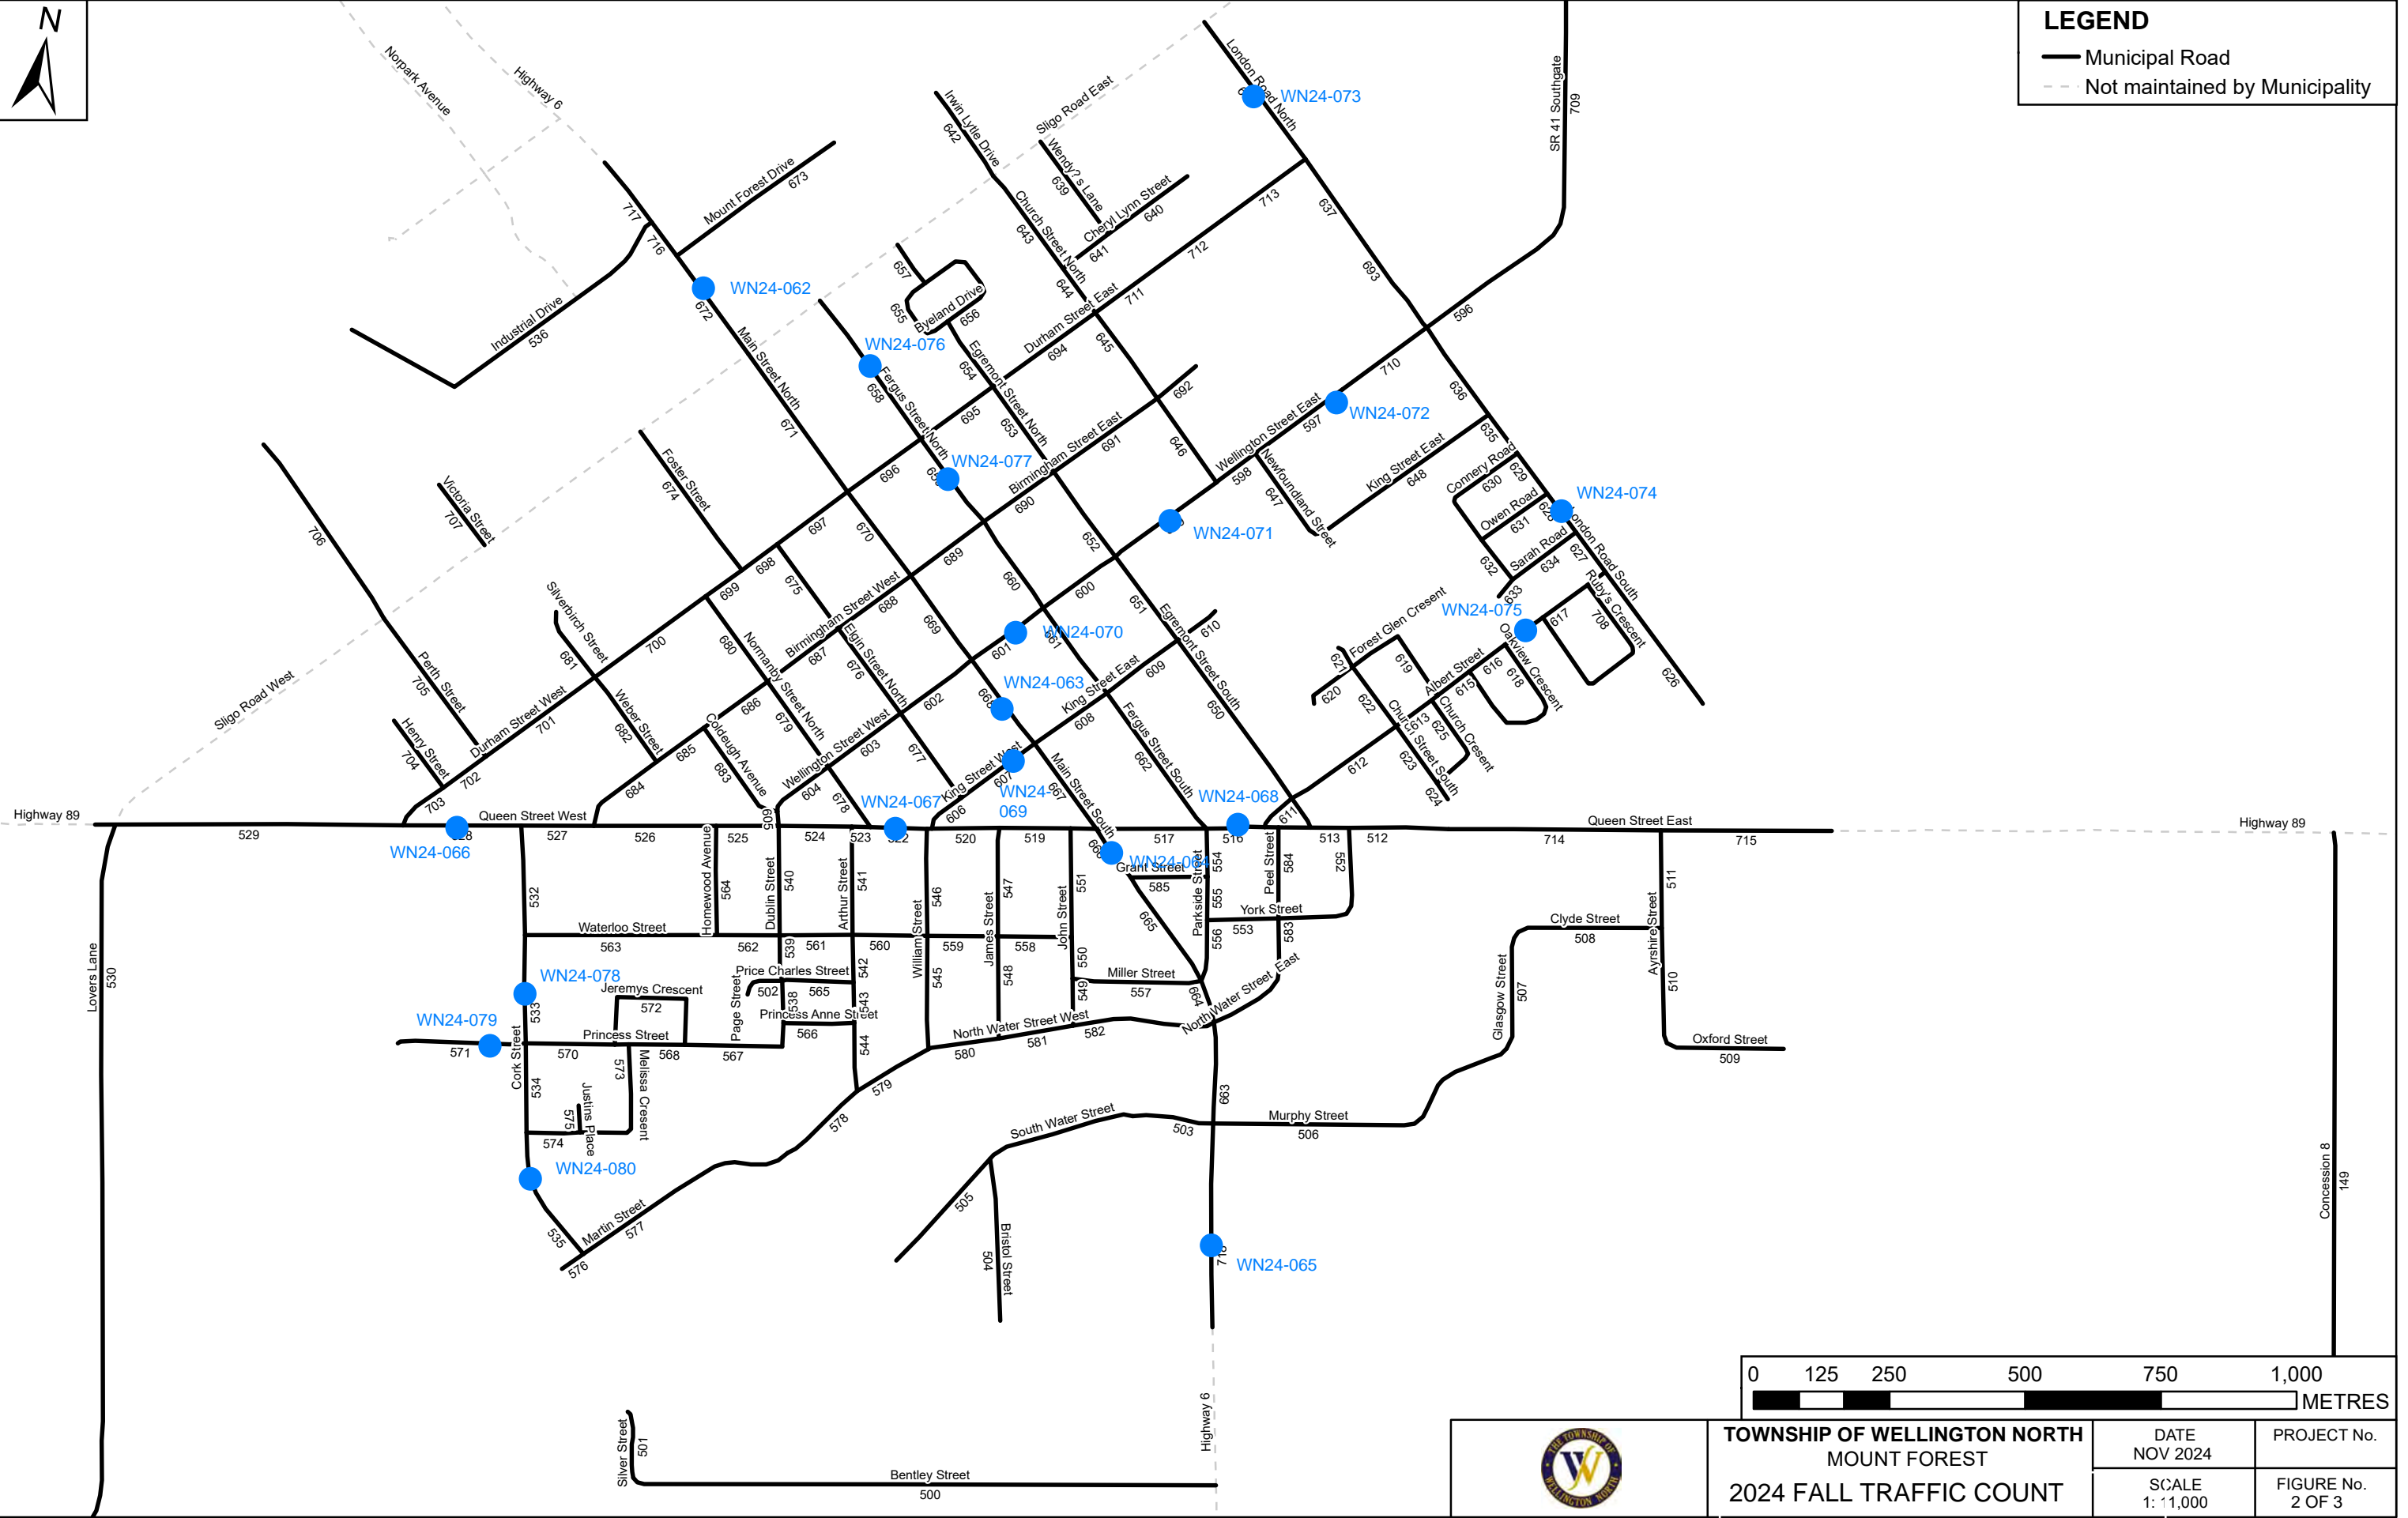 N
LEGEND
Municipal Road
Not maintained by Municipality
Norpark Avenue
Highway 6
Sligo Road East
London Road North
WN24-073
SR 41 Southgate
709
Irwin Lytle Drive
642
Wendy?s Lane
639
Cheryl Lynn Street
640
641
Church Street North
643
644
713
712
711
637
693
Mount Forest Drive
673
717
716
WN24-062
672
Industrial Drive
536
Main Street North
671
657
655
Byeland Drive
656
WN24-076
658
Fergus Street North
Egremont Street North
654
653
Durham Street East
694
695
696
645
646
692
596
710
636
WN24-072
Wellington Street East
597
598
Birmingham Street East
691
690
689
WN24-077
WN24-071
Newfoundland Street
647
King Street East
648
635
Connery Road
629
630
Owen Road
631
628
WN24-074
London Road South
Sarah Road
634
627
632
633
Ruby's Crescent
708
617
626
WN24-075
Oakview Crescent
618
616
615
Albert Street
Forest Glen Cresent
619
620
621
622
613
Church Crescent
625
Church Street South
623
624
612
611
706
Victoria Street
707
Foster Street
674
697
698
699
700
701
702
703
670
669
675
Birmingham Street West
688
687
686
685
684
Silverbirch Street
681
Weber Street
682
680
Normanby Street North
679
678
Elgin Street North
676
677
Coldeugh Avenue
683
Perth Street
705
Henry Street
704
Durham Street West
Sligo Road West
Wellington Street West
602
603
604
605
601
600
WN24-070
660
661
652
651
Egremont Street South
650
610
King Street East
609
608
WN24-063
668
King Street West
607
606
WN24-069
Main Street South
667
Fergus Street South
662
WN24-067
WN24-068
Highway 89
529
Queen Street West
528
527
526
525
524
523
522
520
519
517
516
513
512
Queen Street East
714
715
Highway 89
WN24-066
666
WN24-064
Grant Street
585
665
Parkside Street
554
555
556
Peel Street
584
583
552
York Street
553
532
Homewood Avenue
564
Dublin Street
540
539
538
Arthur Street
541
542
543
544
William Street
546
545
James Street
547
548
John Street
551
550
549
Waterloo Street
563
562
561
560
559
558
Price Charles Street
502
565
Page Street
Princess Anne Street
566
Miller Street
557
664
North Water Street East
North Water Street West
582
581
580
579
578
Lovers Lane
530
WN24-078
533
WN24-079
571
Jeremys Crescent
572
Princess Street
570
568
567
Cork Street
534
573
Melissa Cresent
Justins Place
575
574
WN24-080
535
Martin Street
577
576
663
South Water Street
503
Murphy Street
506
505
Bristol Street
504
WN24-065
Clyde Street
508
Glasgow Street
507
Ayrshire Street
511
510
Oxford Street
509
Concession 8
149
Silver Street
501
Bentley Street
500
Highway 6
0 125 250 500 750 1,000
METRES
THE TOWNSHIP OF
WELLINGTON NORTH
TOWNSHIP OF WELLINGTON NORTH
MOUNT FOREST
2024 FALL TRAFFIC COUNT
DATE
NOV 2024
PROJECT No.
SCALE
1: 11,000
FIGURE No.
2 OF 3